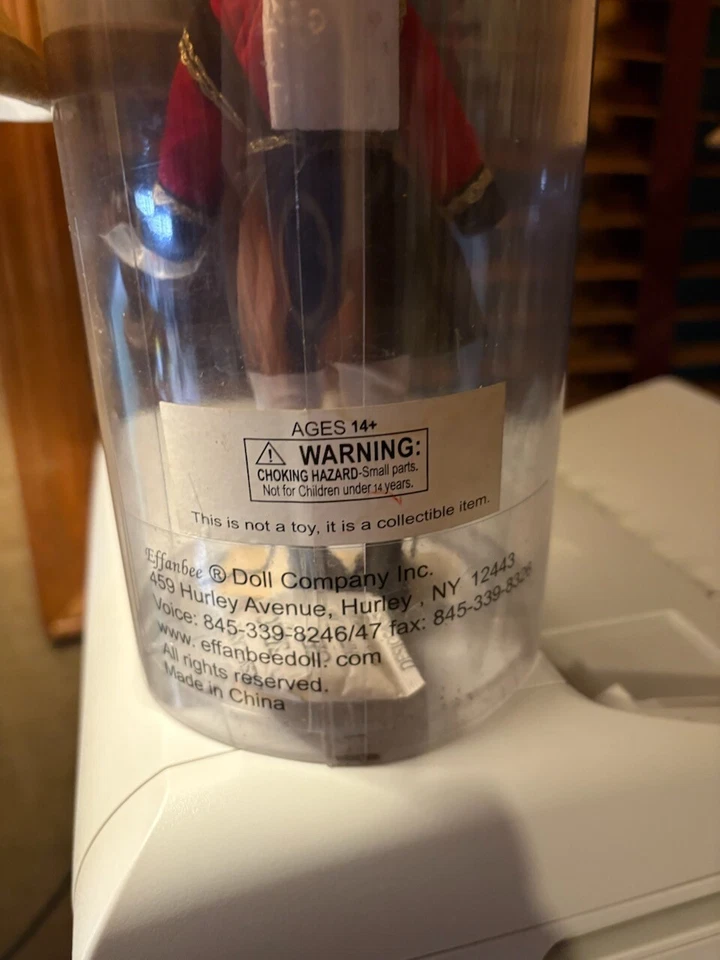 AGES 14+
WARNING:
CHOKING HAZARD-Small parts.
Not for Children under 14 years.
This is not a toy, it is a collectible item.
Effanbee ® Doll Company Inc.
459 Hurley Avenue, Hurley , NY 12443
Voice: 845-339-8246/47 fax: 845-339-8326
www. effanbeedoll. com
All rights reserved.
Made in China